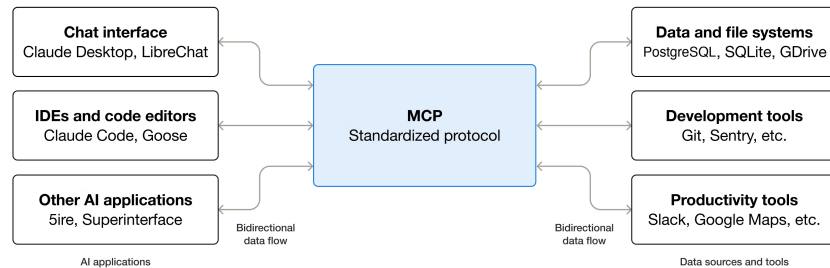 Chat interface
Claude Desktop, LibreChat
IDEs and code editors
Claude Code, Goose
Other AI applications
5ire, Superinterface
Bidirectional
data flow
AI applications
MCP
Standardized protocol
Data and file systems
PostgreSQL, SQLite, GDrive
Development tools
Git, Sentry, etc.
Productivity tools
Slack, Google Maps, etc.
Bidirectional
data flow
Data sources and tools